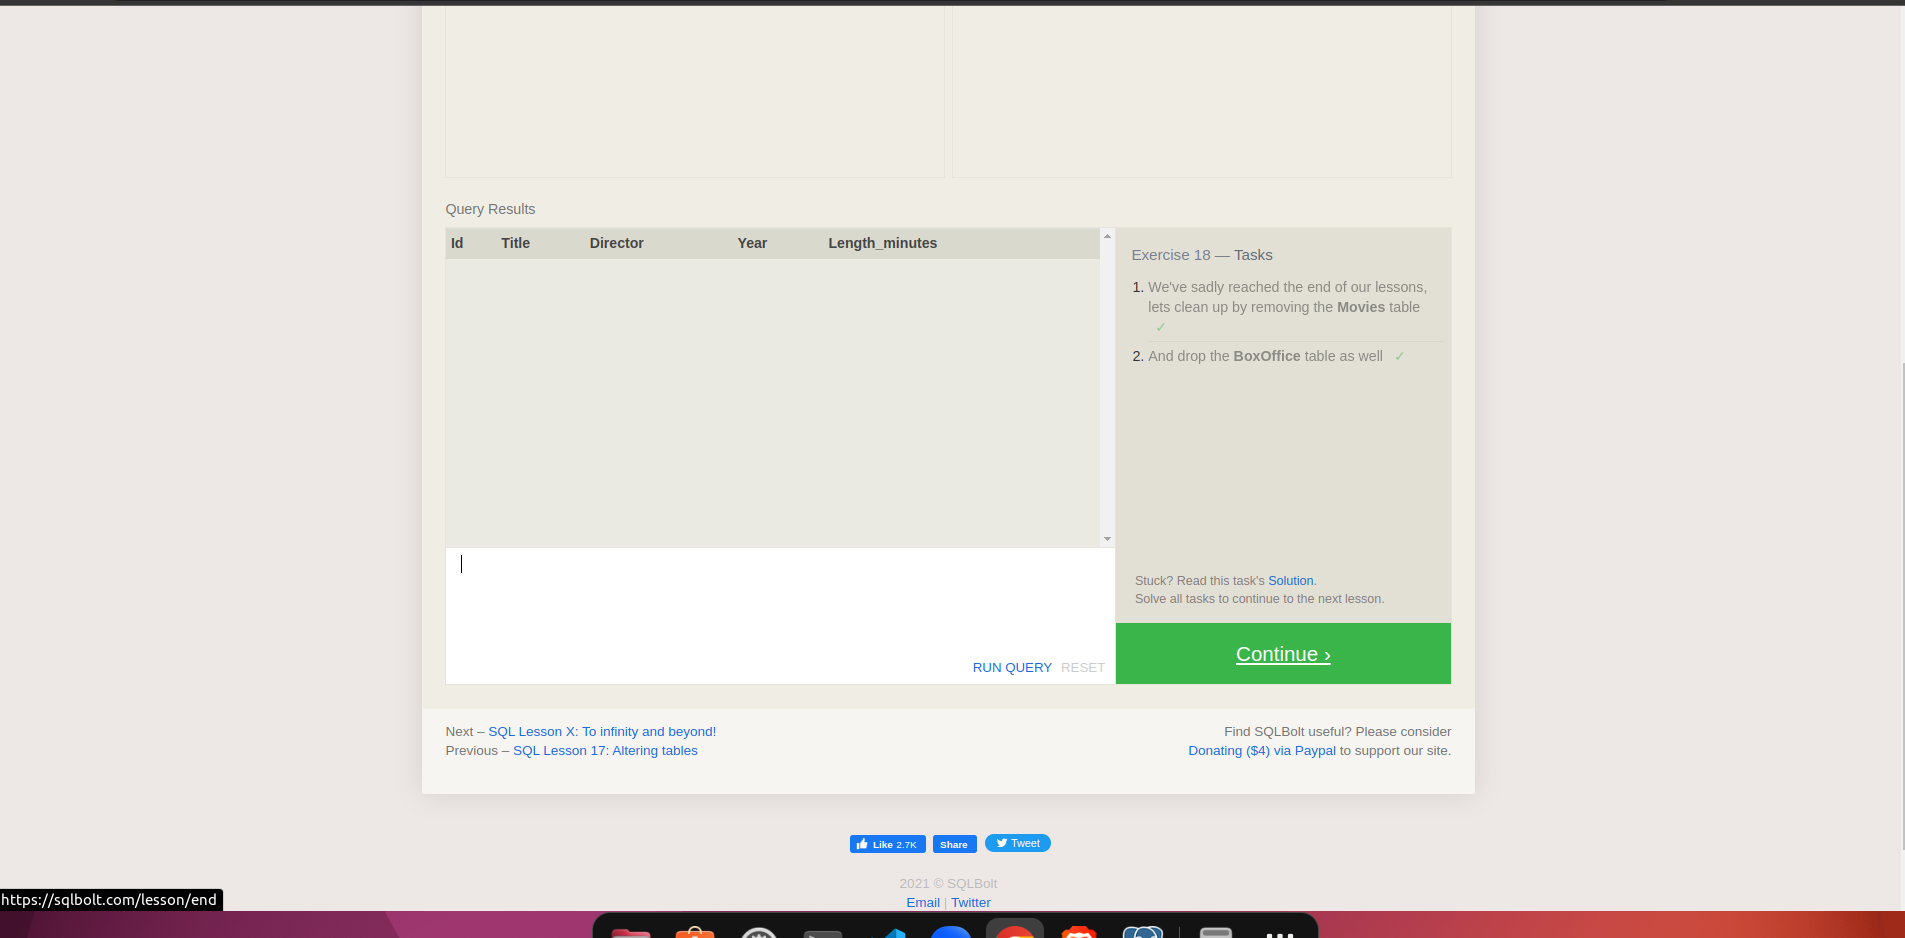 Query Results
Id Title Director Year Length_minutes
Exercise 18 — Tasks
1. We've sadly reached the end of our lessons,
lets clean up by removing the Movies table
✓
2. And drop the BoxOffice table as well ✓
Stuck? Read this task's Solution.
Solve all tasks to continue to the next lesson.
RUN QUERY RESET
Continue ›
Next – SQL Lesson X: To infinity and beyond!
Previous – SQL Lesson 17: Altering tables
Find SQLBolt useful? Please consider
Donating ($4) via Paypal to support our site.
Like 2.7K Share Tweet
2021 © SQLBolt
Email | Twitter
https://sqlbolt.com/lesson/end